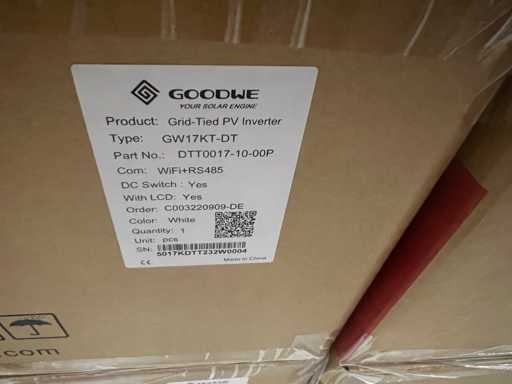 GOODWE
YOUR SOLAR ENGINE
Product: Grid-Tied PV Inverter
Type: GW17KT-DT
Part No.: DTT0017-10-00P
Com: WiFi+RS485
DC Switch : Yes
With LCD: Yes
Order: C003220909-DE
Color: White
Quantity: 1
Unit: pcs
SN:
5017KDTT232W0004
CE Made in China
.com